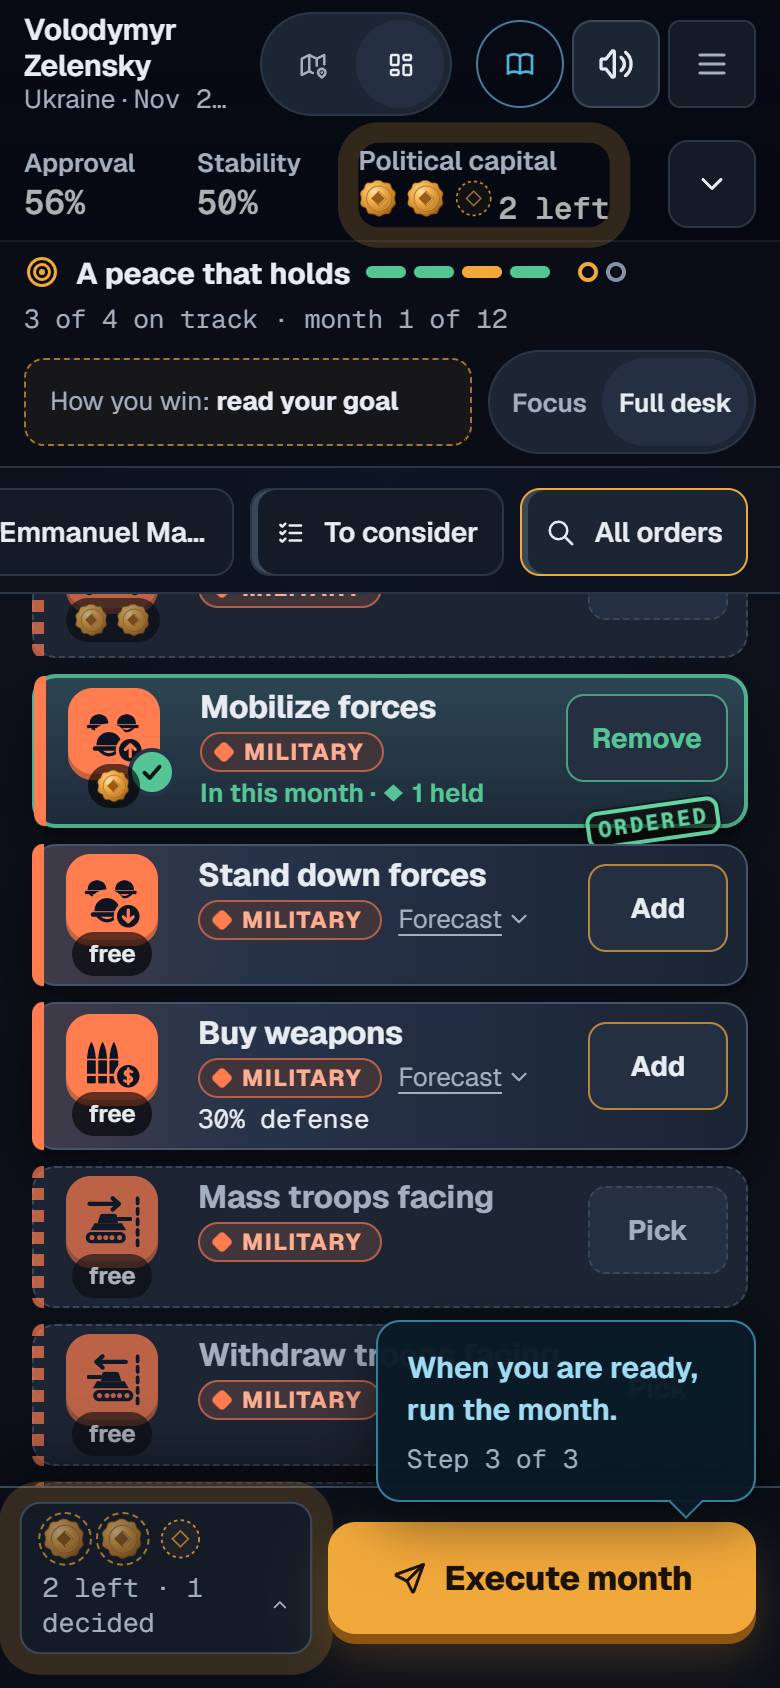 Volodymyr
Zelensky
Ukraine · Nov 2…
Approval
56%
Stability
50%
Political capital
2 left
A peace that holds
3 of 4 on track · month 1 of 12
How you win: read your goal
Focus
Full desk
Emmanuel Ma…
To consider
All orders
MILITARY
Mobilize forces
MILITARY
In this month · ◆ 1 held
Remove
ORDERED
Stand down forces
MILITARY
Forecast
free
Add
Buy weapons
MILITARY
Forecast
30% defense
free
Add
Mass troops facing
MILITARY
free
Pick
Withdraw troops facing
MILITARY
free
Pick
When you are ready,
run the month.
Step 3 of 3
2 left · 1
decided
Execute month